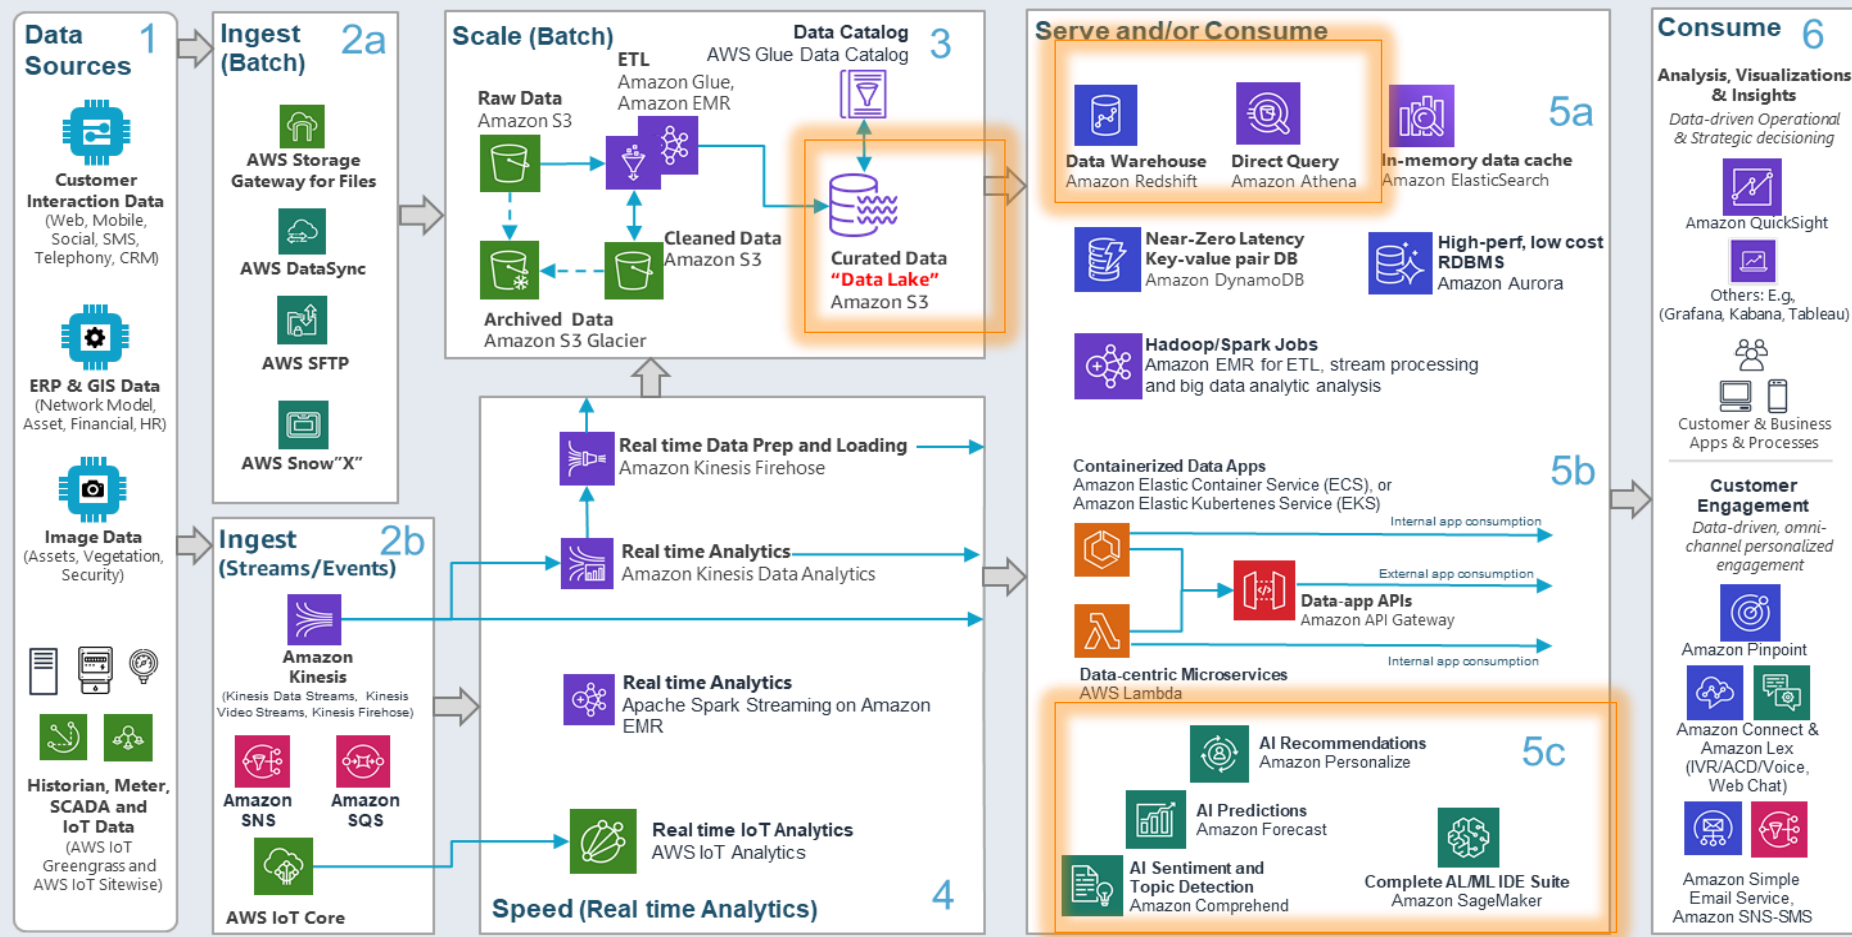 Data
Sources
1
Customer
Interaction Data
(Web, Mobile,
Social, SMS,
Telephony, CRM)
ERP & GIS Data
(Network Model,
Asset, Financial, HR)
Image Data
(Assets, Vegetation,
Security)
Historian, Meter,
SCADA and
IoT Data
(AWS IoT
Greengrass and
AWS IoT Sitewise)
Ingest
(Batch)
2a
AWS Storage
Gateway for Files
AWS DataSync
AWS SFTP
AWS Snow”X”
Ingest
(Streams/Events)
2b
Amazon
Kinesis
(Kinesis Data Streams, Kinesis
Video Streams, Kinesis Firehose)
Amazon
SNS
Amazon
SQS
AWS IoT Core
Scale (Batch)
3
Raw Data
Amazon S3
ETL
Amazon Glue,
Amazon EMR
Data Catalog
AWS Glue Data Catalog
Cleaned Data
Amazon S3
Archived Data
Amazon S3 Glacier
Curated Data
“Data Lake”
Amazon S3
Real time Data Prep and Loading
Amazon Kinesis Firehose
Real time Analytics
Amazon Kinesis Data Analytics
Real time Analytics
Apache Spark Streaming on Amazon
EMR
Real time IoT Analytics
AWS IoT Analytics
Speed (Real time Analytics)
4
Serve and/or Consume
5a
Data Warehouse
Amazon Redshift
Direct Query
Amazon Athena
In-memory data cache
Amazon ElasticSearch
Near-Zero Latency
Key-value pair DB
Amazon DynamoDB
High-perf, low cost
RDBMS
Amazon Aurora
Hadoop/Spark Jobs
Amazon EMR for ETL, stream processing
and big data analytic analysis
5b
Containerized Data Apps
Amazon Elastic Container Service (ECS), or
Amazon Elastic Kubertenes Service (EKS)
Internal app consumption
External app consumption
Data-app APIs
Amazon API Gateway
Internal app consumption
Data-centric Microservices
AWS Lambda
5c
AI Recommendations
Amazon Personalize
AI Predictions
Amazon Forecast
AI Sentiment and
Topic Detection
Amazon Comprehend
Complete AL/ML IDE Suite
Amazon SageMaker
Consume
6
Analysis, Visualizations
& Insights
Data-driven Operational
& Strategic decisioning
Amazon QuickSight
Others: E.g,
(Grafana, Kabana, Tableau)
Customer & Business
Apps & Processes
Customer
Engagement
Data-driven, omni-
channel personalized
engagement
Amazon Pinpoint
Amazon Connect &
Amazon Lex
(IVR/ACD/Voice,
Web Chat)
Amazon Simple
Email Service,
Amazon SNS-SMS